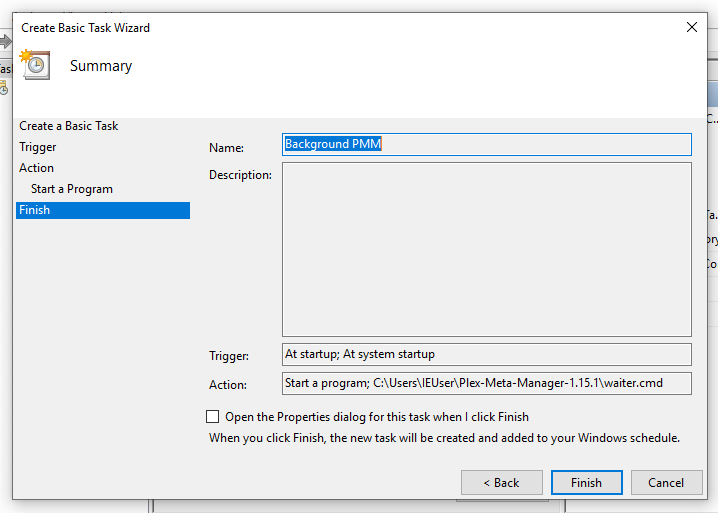 Create Basic Task Wizard
Summary
Create a Basic Task
Trigger
Action
Start a Program
Finish
Name:
Background PMM
Description:
Trigger:
At startup; At system startup
Action:
Start a program; C:\Users\IEUser\Plex-Meta-Manager-1.15.1\waiter.cmd
Open the Properties dialog for this task when I click Finish
When you click Finish, the new task will be created and added to your Windows schedule.
< Back
Finish
Cancel